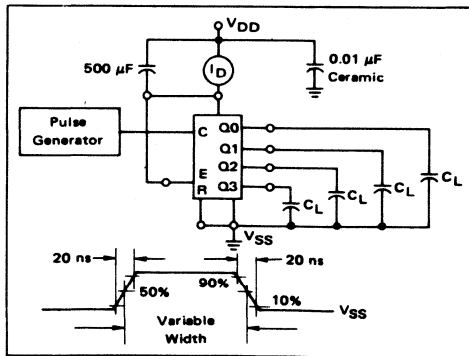 VDD
500 µF
ID
0.01 µF
Ceramic
Pulse
Generator
C
Q0
Q1
Q2
E
R
Q3
CL
CL
CL
CL
VSS
20 ns
20 ns
50%
90%
10%
VSS
Variable
Width